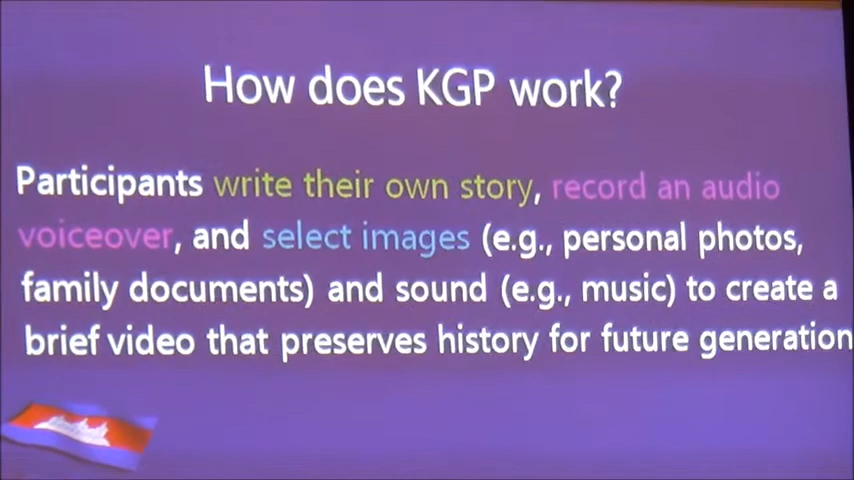 How does KGP work?
Participants write their own story, record an audio
voiceover, and select images (e.g., personal photos,
family documents) and sound (e.g., music) to create a
brief video that preserves history for future generation